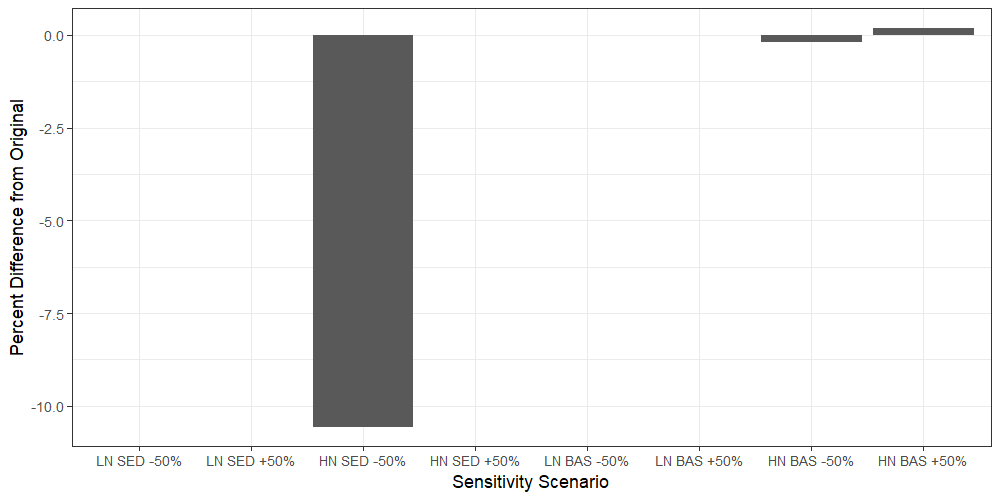 Percent Difference from Original
0.0
-2.5
-5.0
-7.5
-10.0
LN SED -50% LN SED +50% HN SED -50% HN SED +50% LN BAS -50% LN BAS +50% HN BAS -50% HN BAS +50%
Sensitivity Scenario